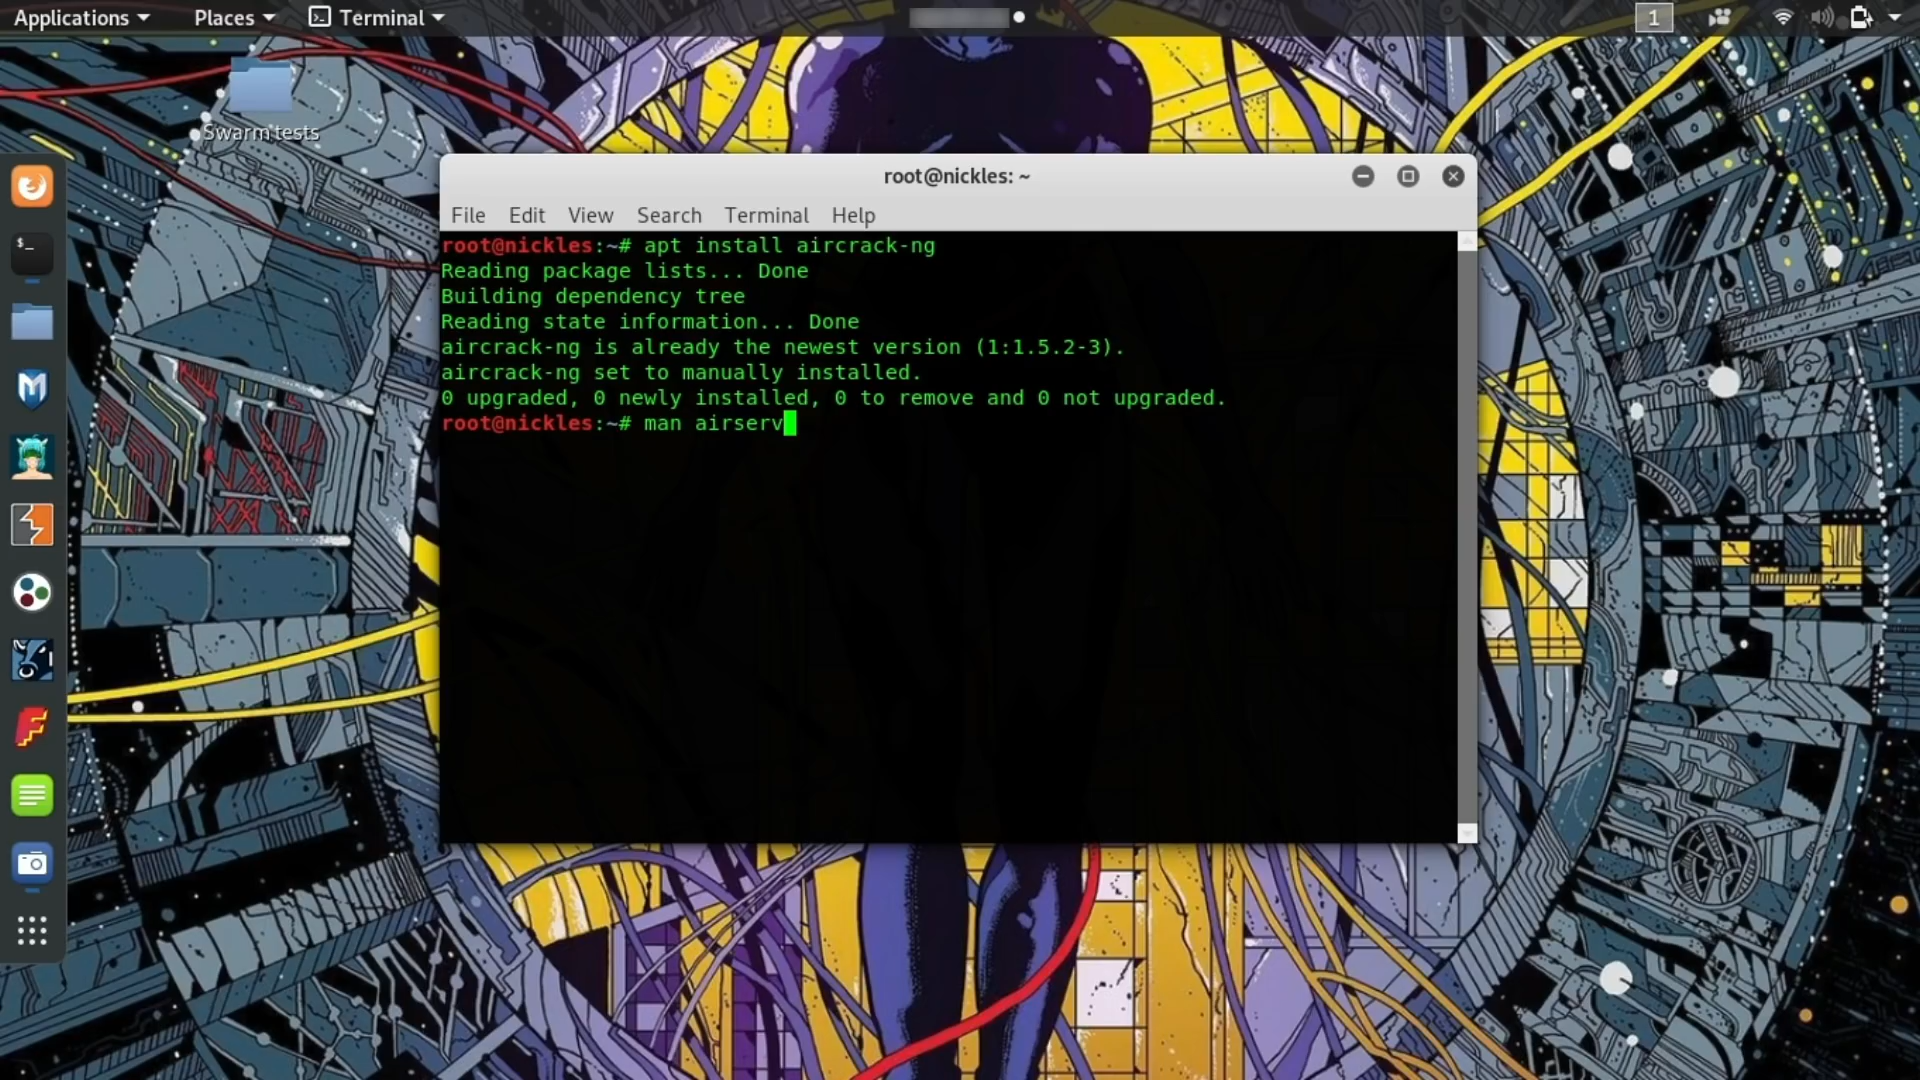 Applications Places Terminal 1
Swarm tests
root@nickles: ~
File Edit View Search Terminal Help
root@nickles:~# apt install aircrack-ng
Reading package lists... Done
Building dependency tree
Reading state information... Done
aircrack-ng is already the newest version (1:1.5.2-3).
aircrack-ng set to manually installed.
0 upgraded, 0 newly installed, 0 to remove and 0 not upgraded.
root@nickles:~# man airserv
$_